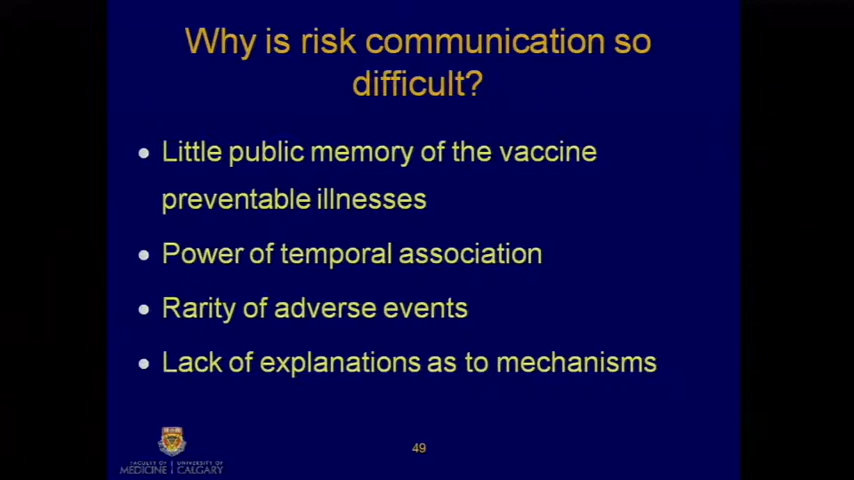 Why is risk communication so
difficult?
• Little public memory of the vaccine
preventable illnesses
• Power of temporal association
• Rarity of adverse events
• Lack of explanations as to mechanisms
FACULTY OF
MEDICINE
UNIVERSITY OF
CALGARY
49